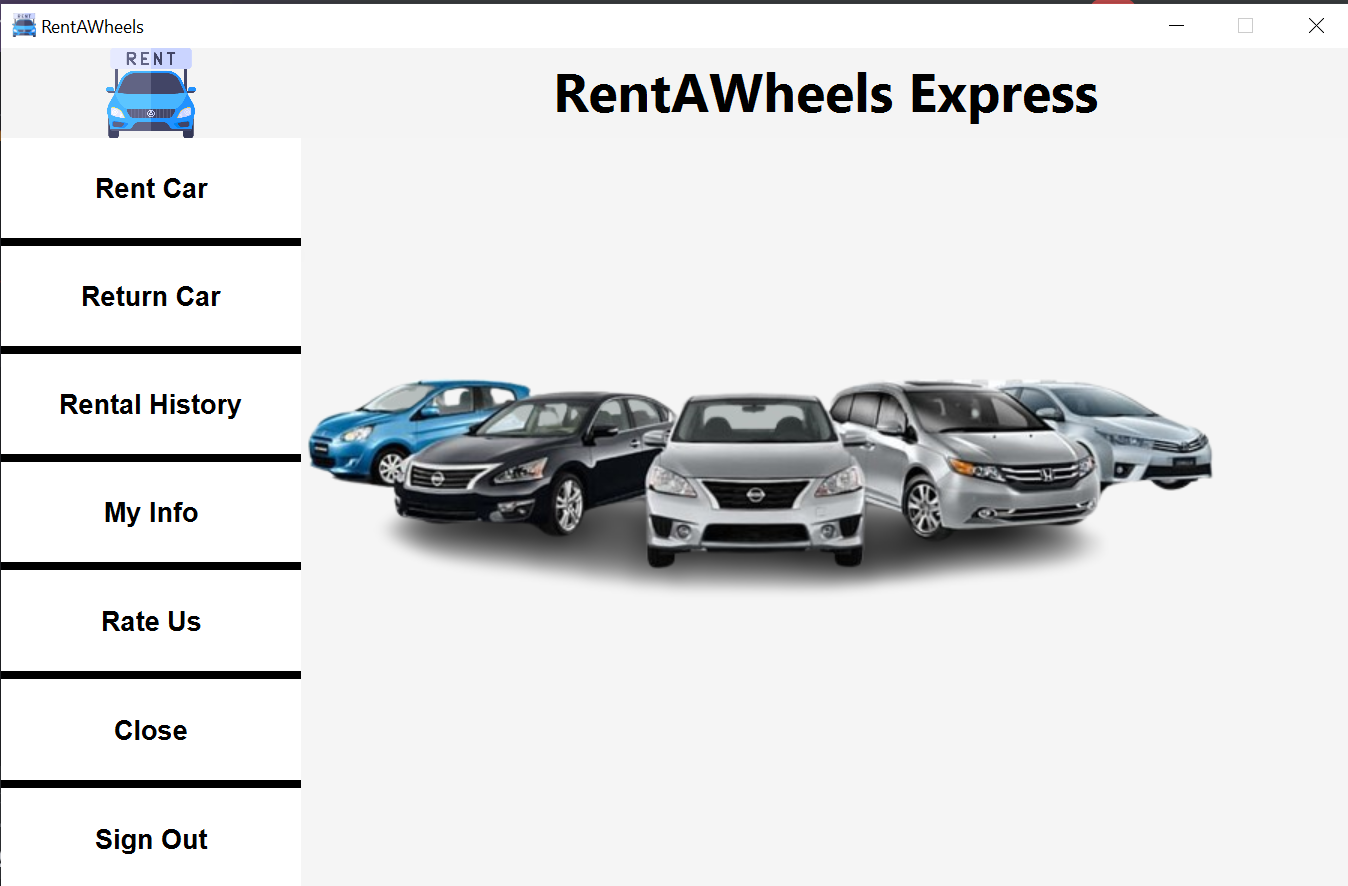 RentAWheels
RENT
RentAWheels Express
Rent Car
Return Car
Rental History
My Info
Rate Us
Close
Sign Out